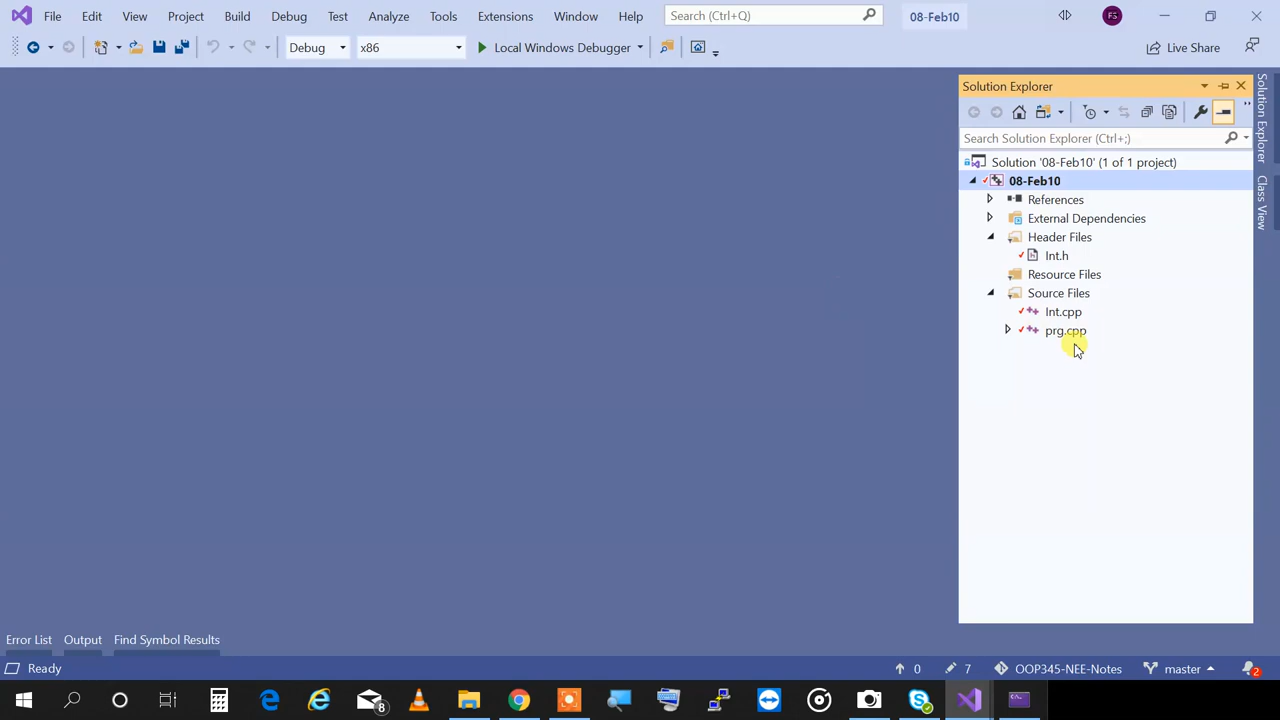 File Edit View Project Build Debug Test Analyze Tools Extensions Window Help Search (Ctrl+Q) 08-Feb10 FS
Debug x86 Local Windows Debugger Live Share
Solution Explorer
Search Solution Explorer (Ctrl+;)
Solution '08-Feb10' (1 of 1 project)
08-Feb10
References
External Dependencies
Header Files
Int.h
Resource Files
Source Files
Int.cpp
prg.cpp
Solution Explorer
Class View
Error List Output Find Symbol Results
Ready 0 7 OOP345-NEE-Notes master 2
8